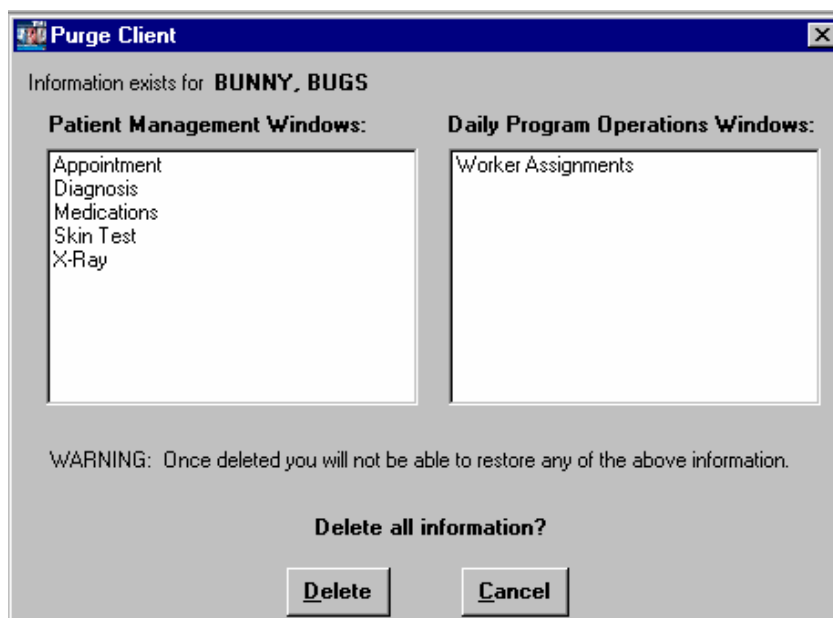 Purge Client
Information exists for BUNNY, BUGS
Patient Management Windows:
Appointment
Diagnosis
Medications
Skin Test
X-Ray
Daily Program Operations Windows:
Worker Assignments
WARNING: Once deleted you will not be able to restore any of the above information.
Delete all information?
Delete
Cancel